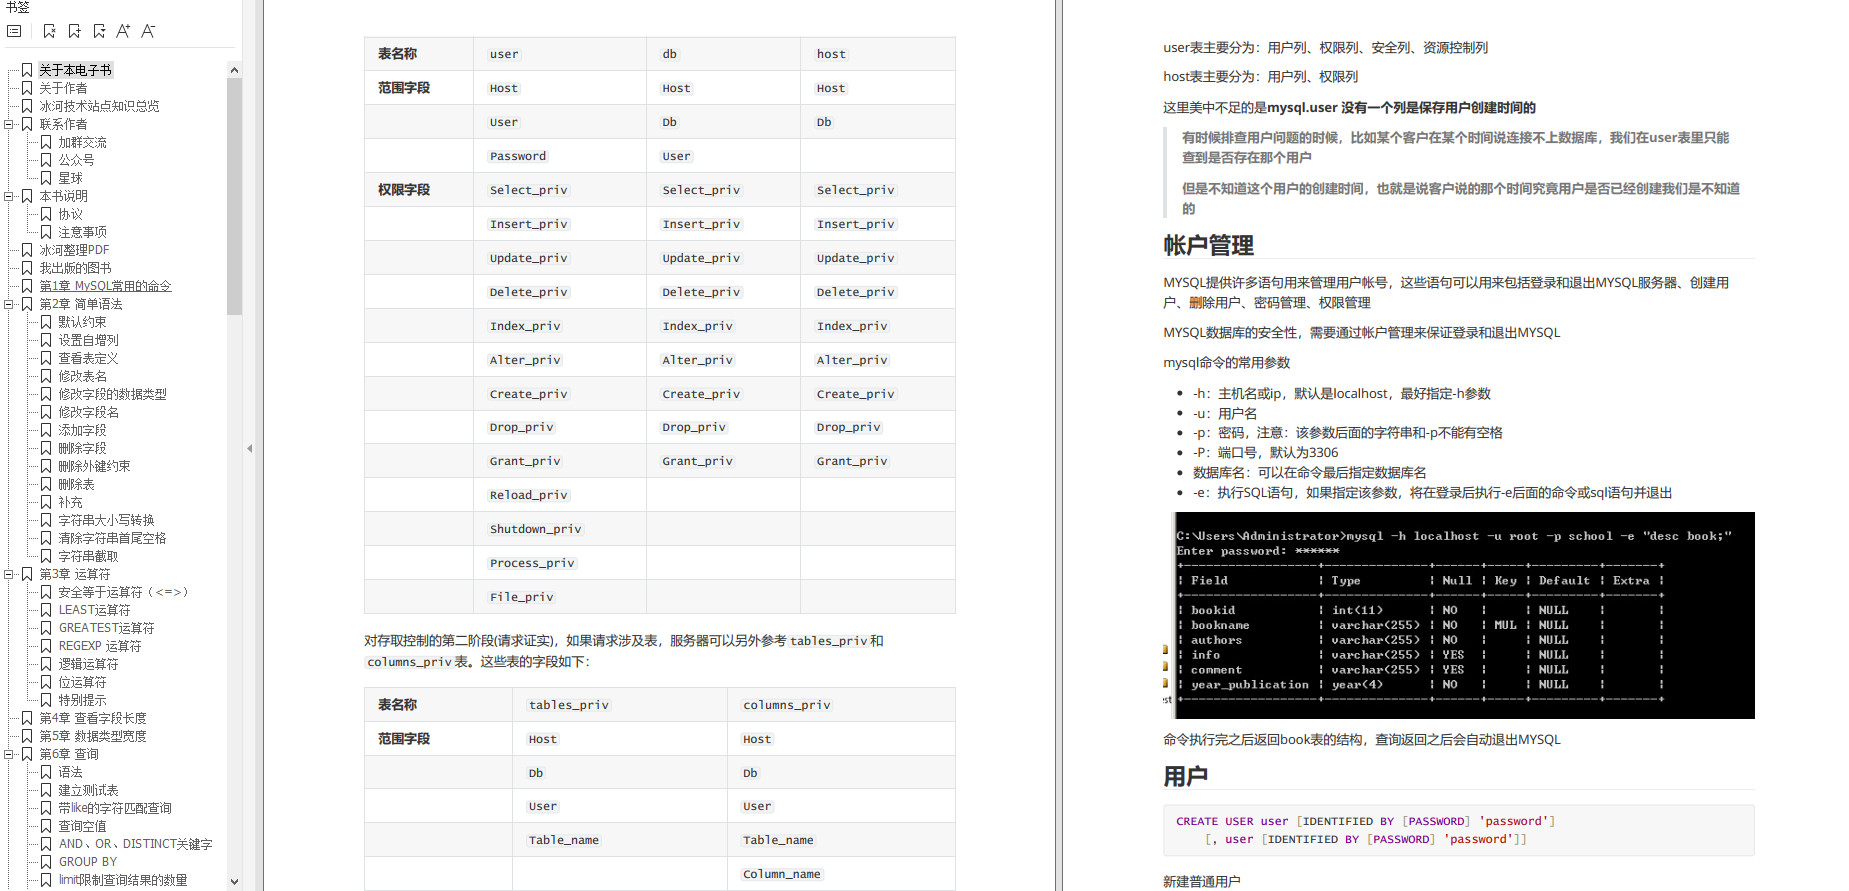 书签
关于本电子书
关于作者
冰河技术站点知识总览
联系作者
加群交流
公众号
星球
本书说明
协议
注意事项
冰河整理PDF
我出版的图书
第1章 MySQL常用的命令
第2章 简单语法
默认约束
设置自增列
查看表定义
修改表名
修改字段的数据类型
修改字段名
添加字段
删除字段
删除外键约束
删除表
补充
字符串大小写转换
清除字符串首尾空格
字符串截取
第3章 运算符
安全等于运算符（<=>）
LEAST运算符
GREATEST运算符
REGEXP 运算符
逻辑运算符
位运算符
特别提示
第4章 查看字段长度
第5章 数据类型宽度
第6章 查询
语法
建立测试表
带like的字符匹配查询
查询空值
AND、OR、DISTINCT关键字
GROUP BY
limit限制查询结果的数量
表名称 user db host
范围字段 Host Host Host
User Db Db
Password User
权限字段 Select_priv Select_priv Select_priv
Insert_priv Insert_priv Insert_priv
Update_priv Update_priv Update_priv
Delete_priv Delete_priv Delete_priv
Index_priv Index_priv Index_priv
Alter_priv Alter_priv Alter_priv
Create_priv Create_priv Create_priv
Drop_priv Drop_priv Drop_priv
Grant_priv Grant_priv Grant_priv
Reload_priv
Shutdown_priv
Process_priv
File_priv
对存取控制的第二阶段(请求证实)，如果请求涉及表，服务器可以另外参考 tables_priv 和
columns_priv 表。这些表的字段如下：
表名称 tables_priv columns_priv
范围字段 Host Host
Db Db
User User
Table_name Table_name
Column_name
user表主要分为：用户列、权限列、安全列、资源控制列
host表主要分为：用户列、权限列
这里美中不足的是mysql.user 没有一个列是保存用户创建时间的
有时候排查用户问题的时候，比如某个客户在某个时间说连接不上数据库，我们在user表里只能
查到是否存在那个用户
但是不知道这个用户的创建时间，也就是说客户说的那个时间究竟用户是否已经创建我们是不知道
的
帐户管理
MYSQL提供许多语句用来管理用户帐号，这些语句可以用来包括登录和退出MYSQL服务器、创建用
户、删除用户、密码管理、权限管理
MYSQL数据库的安全性，需要通过帐户管理来保证登录和退出MYSQL
mysql命令的常用参数
-h：主机名或ip，默认是localhost，最好指定-h参数
-u：用户名
-p：密码，注意：该参数后面的字符串和-p不能有空格
-P：端口号，默认为3306
数据库名：可以在命令最后指定数据库名
-e：执行SQL语句，如果指定该参数，将在登录后执行-e后面的命令或sql语句并退出
C:\Users\Administrator>mysql -h localhost -u root -p school -e "desc book;"
Enter password: ******
+------------------+--------------+------+-----+---------+-------+
| Field            | Type         | Null | Key | Default | Extra |
+------------------+--------------+------+-----+---------+-------+
| bookid           | int(11)      | NO   |     | NULL    |       |
| bookname         | varchar(255) | NO   | MUL | NULL    |       |
| authors          | varchar(255) | NO   |     | NULL    |       |
| info             | varchar(255) | YES  |     | NULL    |       |
| comment          | varchar(255) | YES  |     | NULL    |       |
| year_publication | year(4)      | NO   |     | NULL    |       |
+------------------+--------------+------+-----+---------+-------+
命令执行完之后返回book表的结构，查询返回之后会自动退出MYSQL
用户
CREATE USER user [IDENTIFIED BY [PASSWORD] 'password']
[, user [IDENTIFIED BY [PASSWORD] 'password']]
新建普通用户